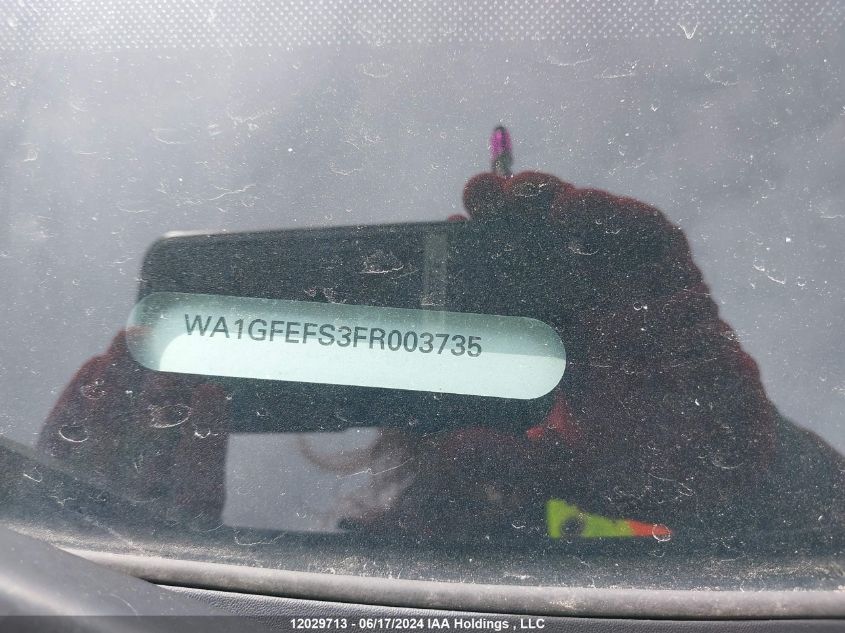 WA1GFEFS3FR003735
12029713 - 06/17/2024 IAA Holdings , LLC